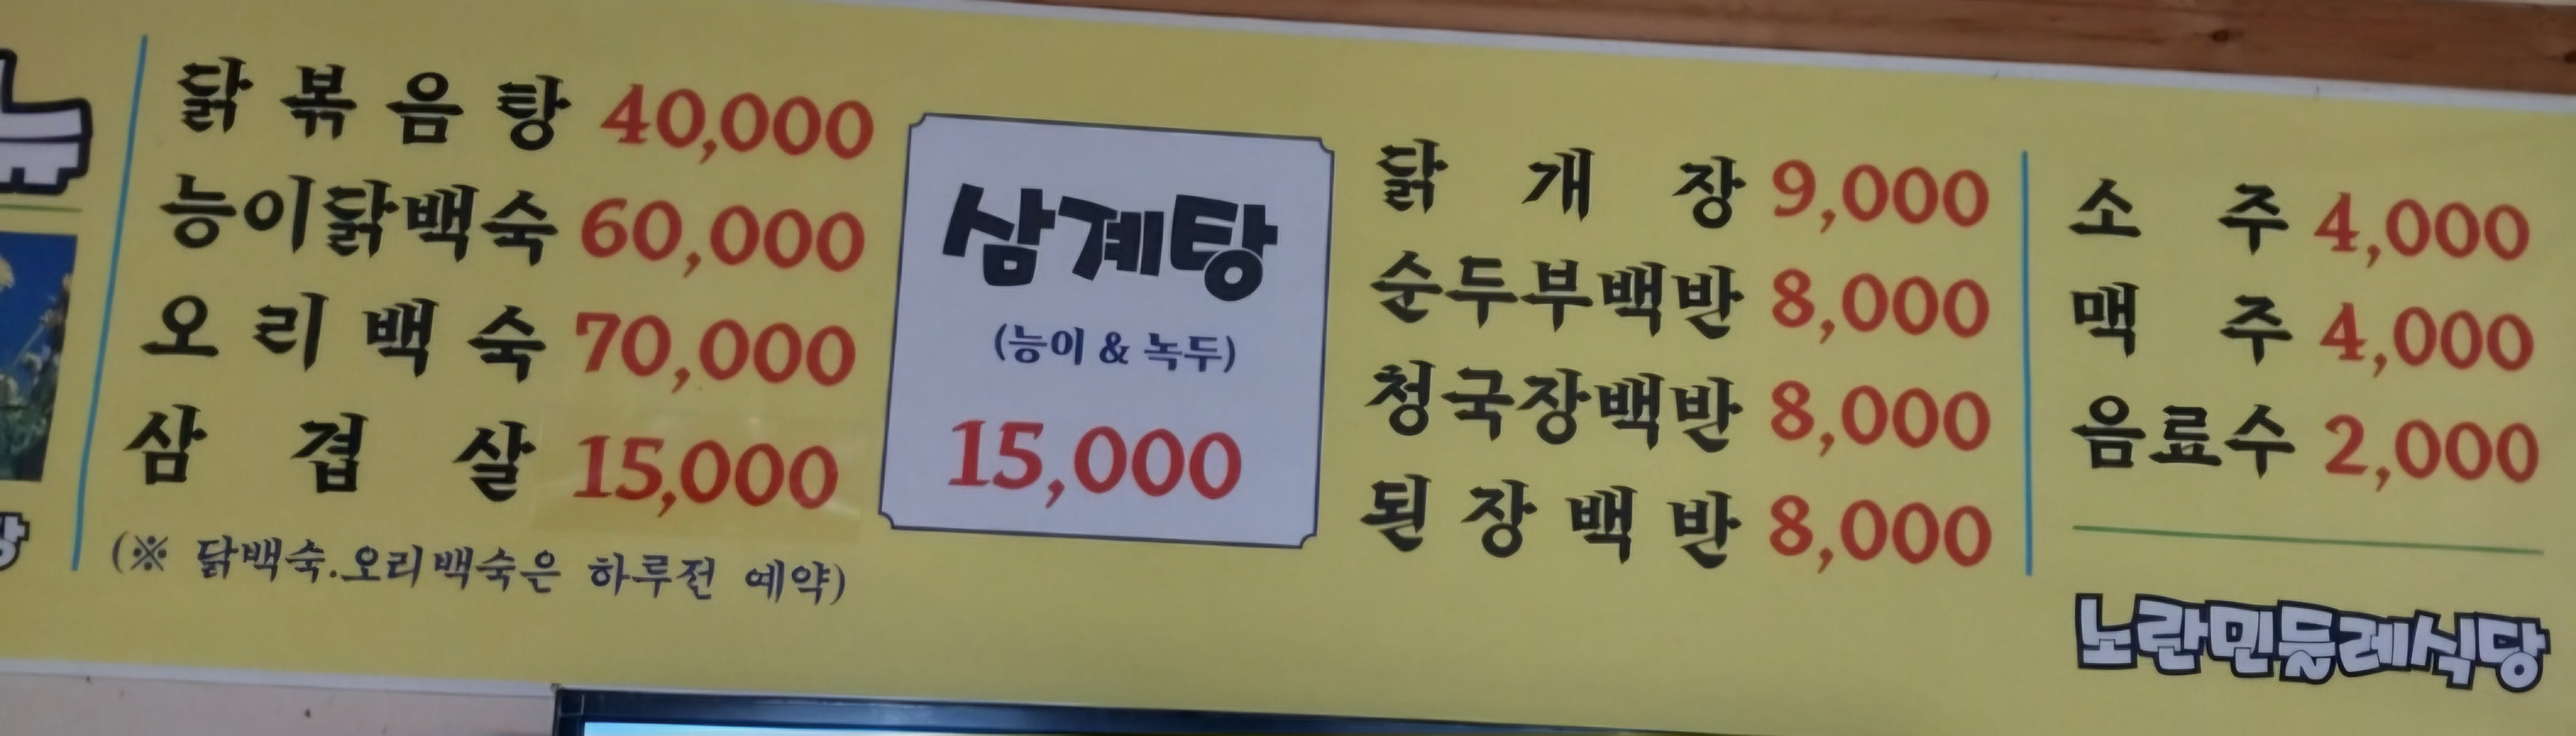 뉴
닭볶음탕 40,000
능이닭백숙 60,000
오리백숙 70,000
삼겹살 15,000
(※ 닭백숙.오리백숙은 하루전 예약)
삼계탕
(능이 & 녹두)
15,000
닭개장 9,000
순두부백반 8,000
청국장백반 8,000
된장백반 8,000
소주 4,000
맥주 4,000
음료수 2,000
노란민들레식당